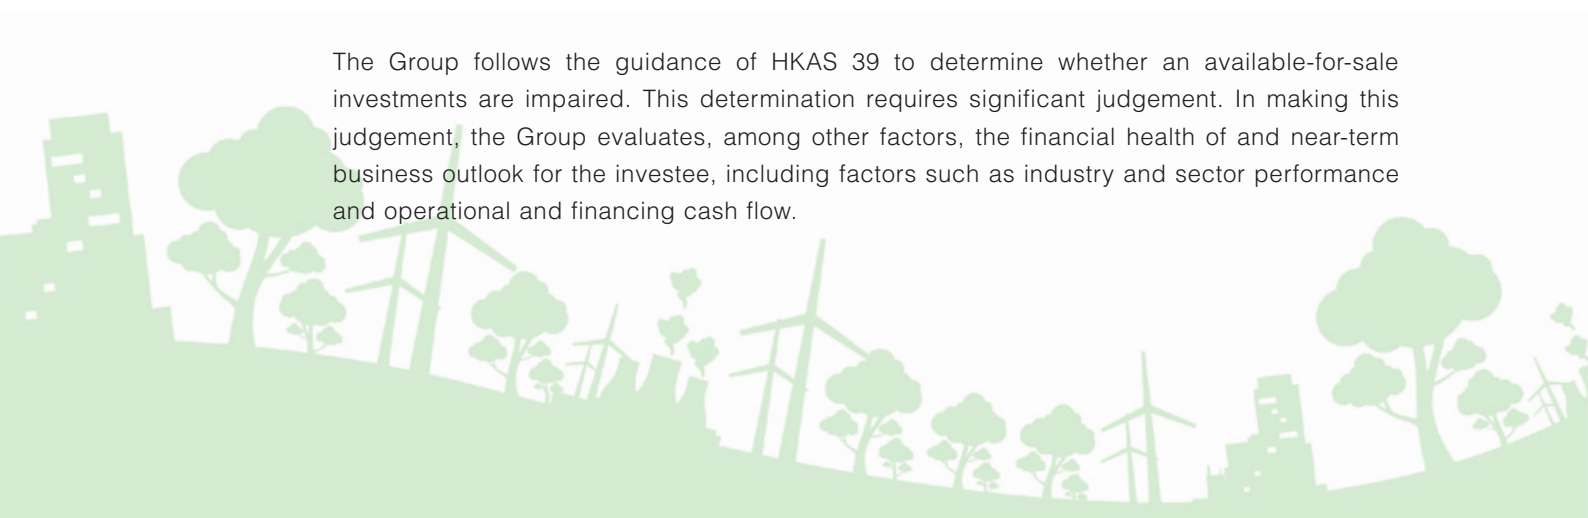 The Group follows the guidance of HKAS 39 to determine whether an available-for-sale
investments are impaired. This determination requires significant judgement. In making this
judgement, the Group evaluates, among other factors, the financial health of and near-term
business outlook for the investee, including factors such as industry and sector performance
and operational and financing cash flow.